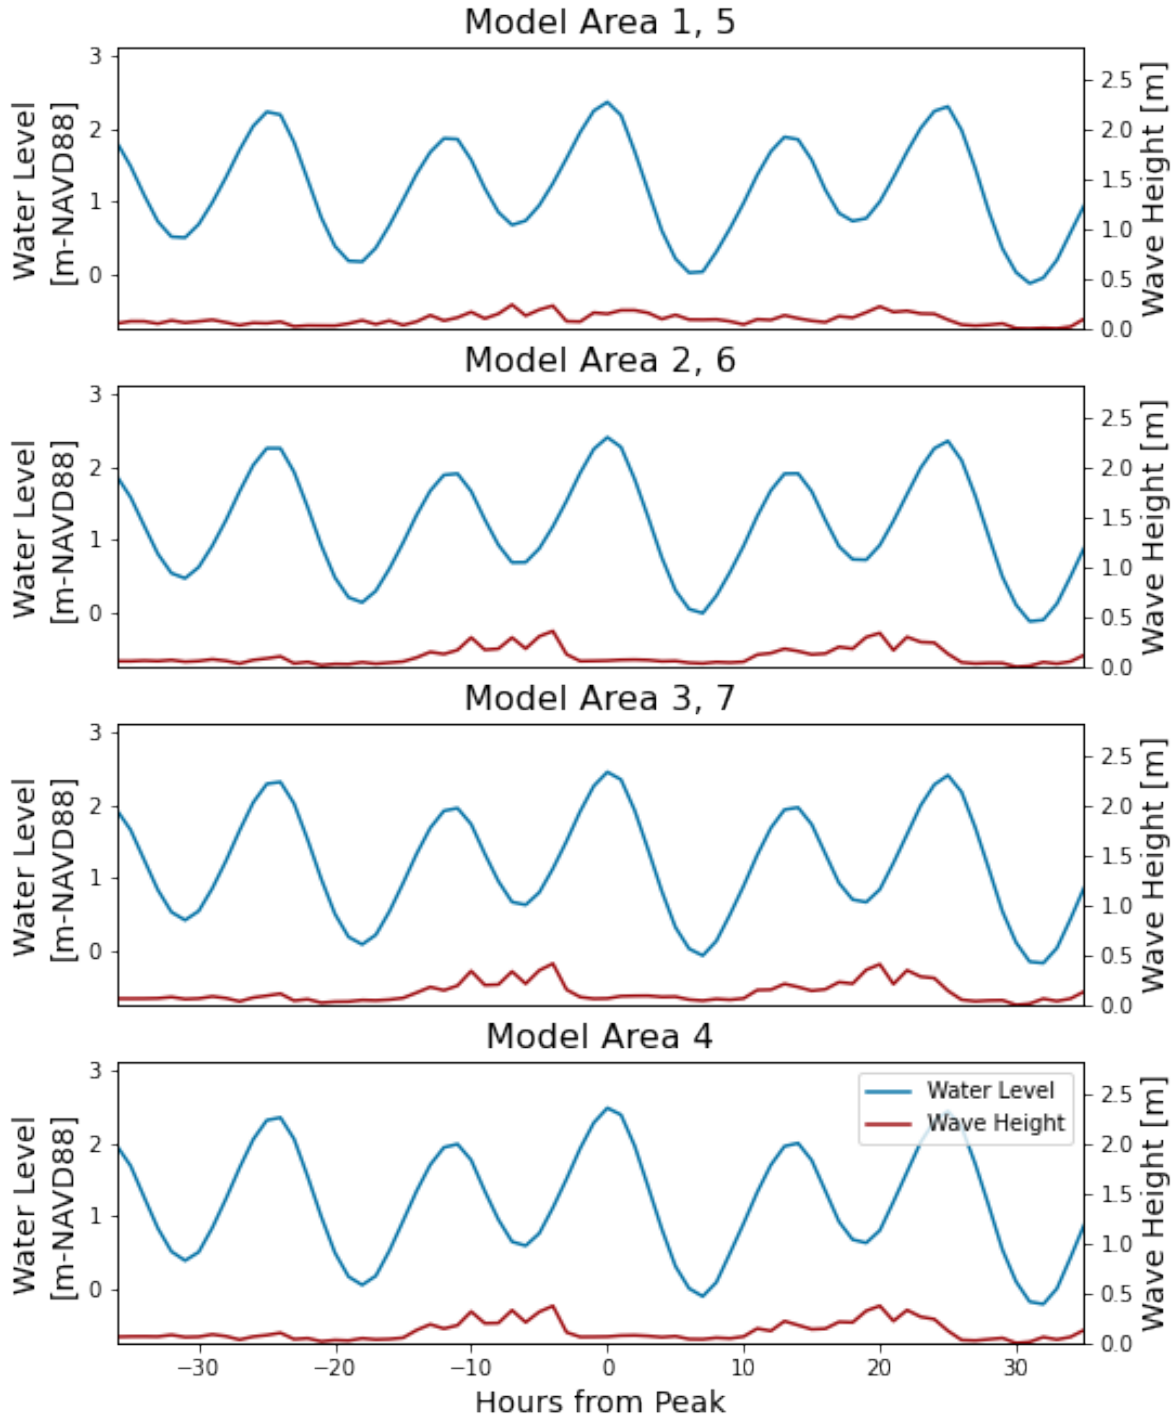 Model Area 1, 5
Water Level
[m-NAVD88]
3
2
1
0
2.5
2.0
1.5
1.0
0.5
0.0
Wave Height [m]
Model Area 2, 6
Water Level
[m-NAVD88]
3
2
1
0
2.5
2.0
1.5
1.0
0.5
0.0
Wave Height [m]
Model Area 3, 7
Water Level
[m-NAVD88]
3
2
1
0
2.5
2.0
1.5
1.0
0.5
0.0
Wave Height [m]
Model Area 4
Water Level
[m-NAVD88]
3
2
1
0
Water Level
Wave Height
2.5
2.0
1.5
1.0
0.5
0.0
Wave Height [m]
−30 −20 −10 0 10 20 30
Hours from Peak